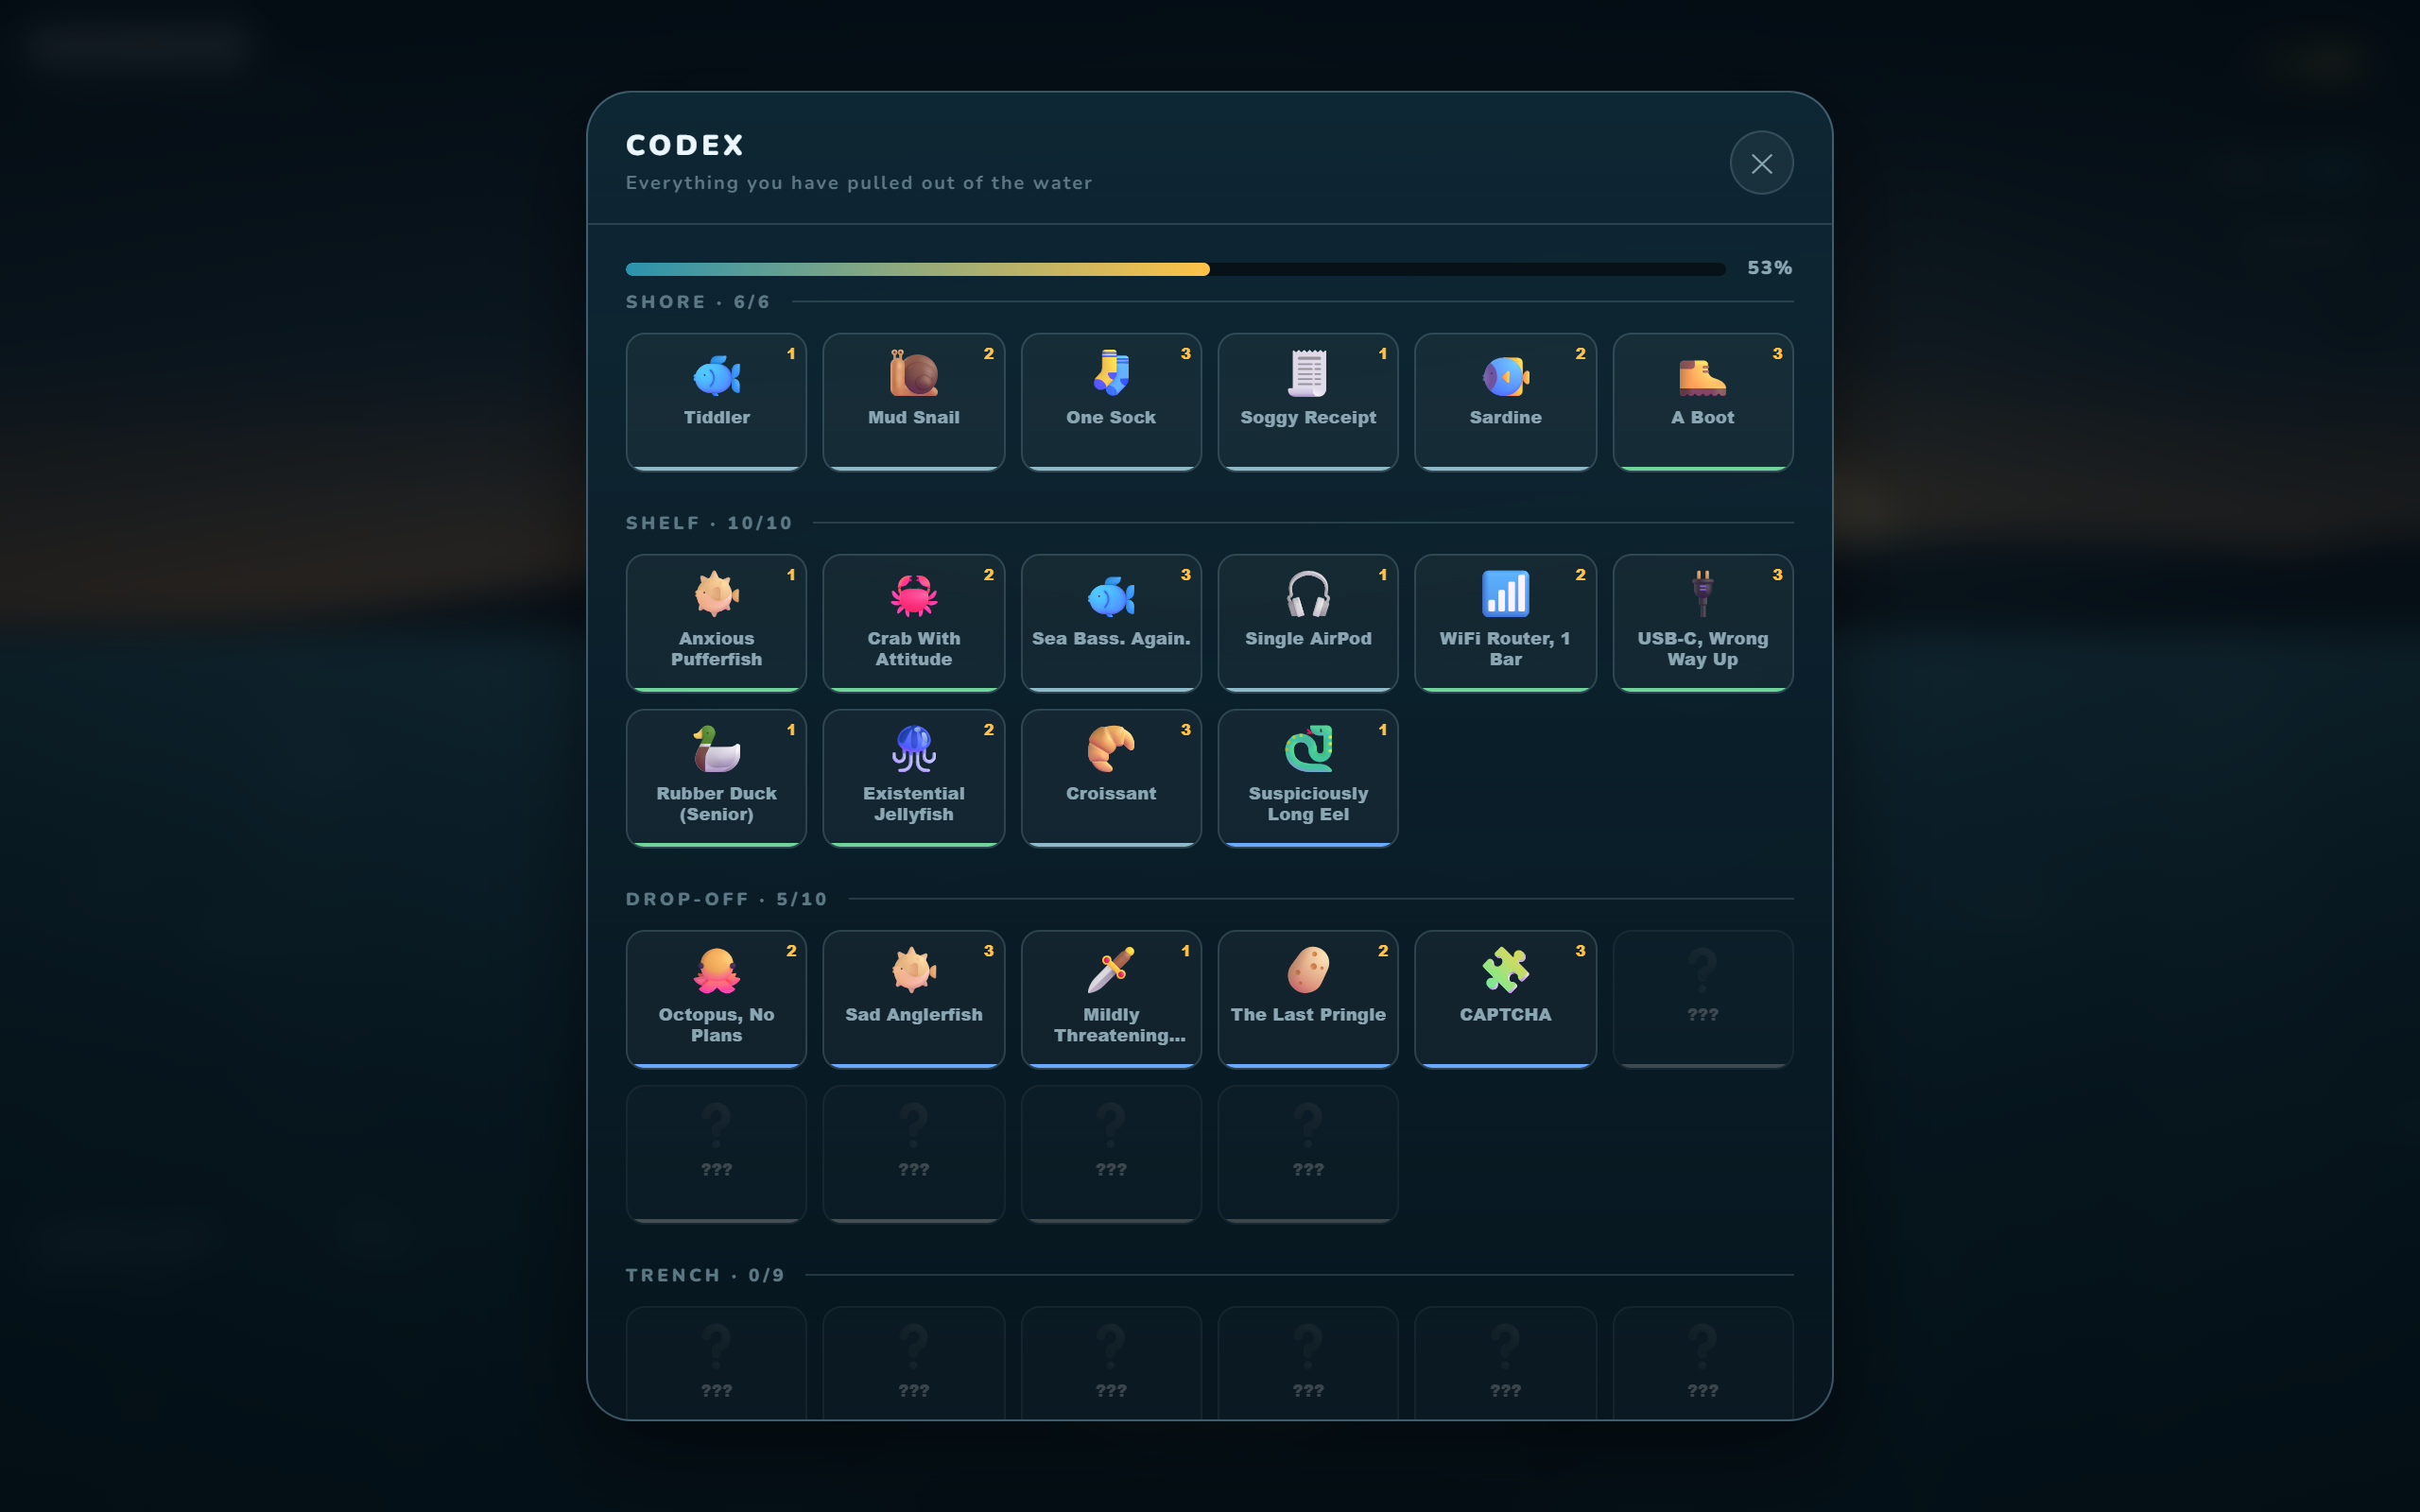 CODEX
Everything you have pulled out of the water
53%
SHORE · 6/6
1
Tiddler
2
Mud Snail
3
One Sock
1
Soggy Receipt
2
Sardine
3
A Boot
SHELF · 10/10
1
Anxious
Pufferfish
2
Crab With
Attitude
3
Sea Bass. Again.
1
Single AirPod
2
WiFi Router, 1
Bar
3
USB-C, Wrong
Way Up
1
Rubber Duck
(Senior)
2
Existential
Jellyfish
3
Croissant
1
Suspiciously
Long Eel
DROP-OFF · 5/10
2
Octopus, No
Plans
3
Sad Anglerfish
1
Mildly
Threatening...
2
The Last Pringle
3
CAPTCHA
?
???
?
???
?
???
?
???
?
???
TRENCH · 0/9
?
???
?
???
?
???
?
???
?
???
?
???